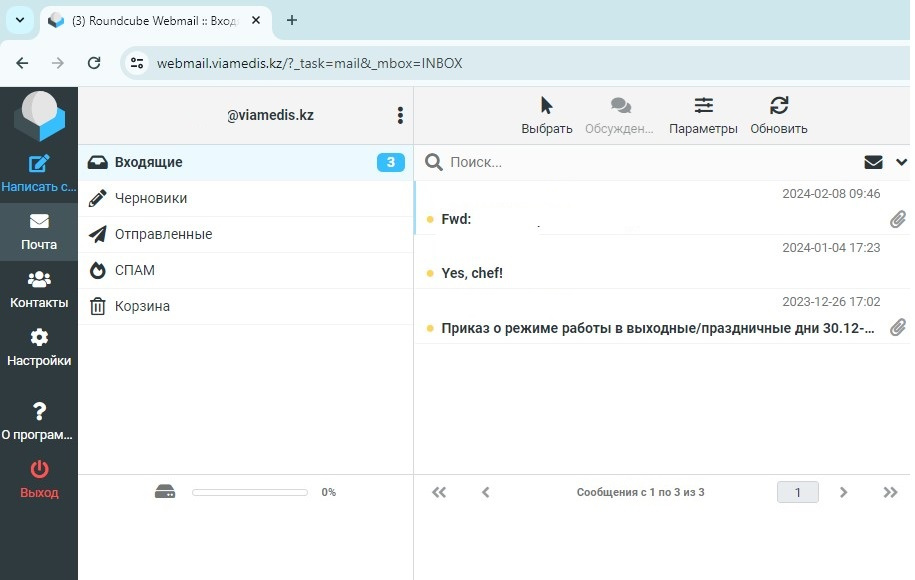 (3) Roundcube Webmail :: Вход
webmail.viamedis.kz/?_task=mail&_mbox=INBOX
@viamedis.kz
Выбрать
Обсужден...
Параметры
Обновить
Написать с...
Почта
Контакты
Настройки
О програм...
Выход
Входящие 3
Черновики
Отправленные
СПАМ
Корзина
0%
Поиск...
2024-02-08 09:46
Fwd:
2024-01-04 17:23
Yes, chef!
2023-12-26 17:02
Приказ о режиме работы в выходные/праздничные дни 30.12-...
Сообщения с 1 по 3 из 3
1